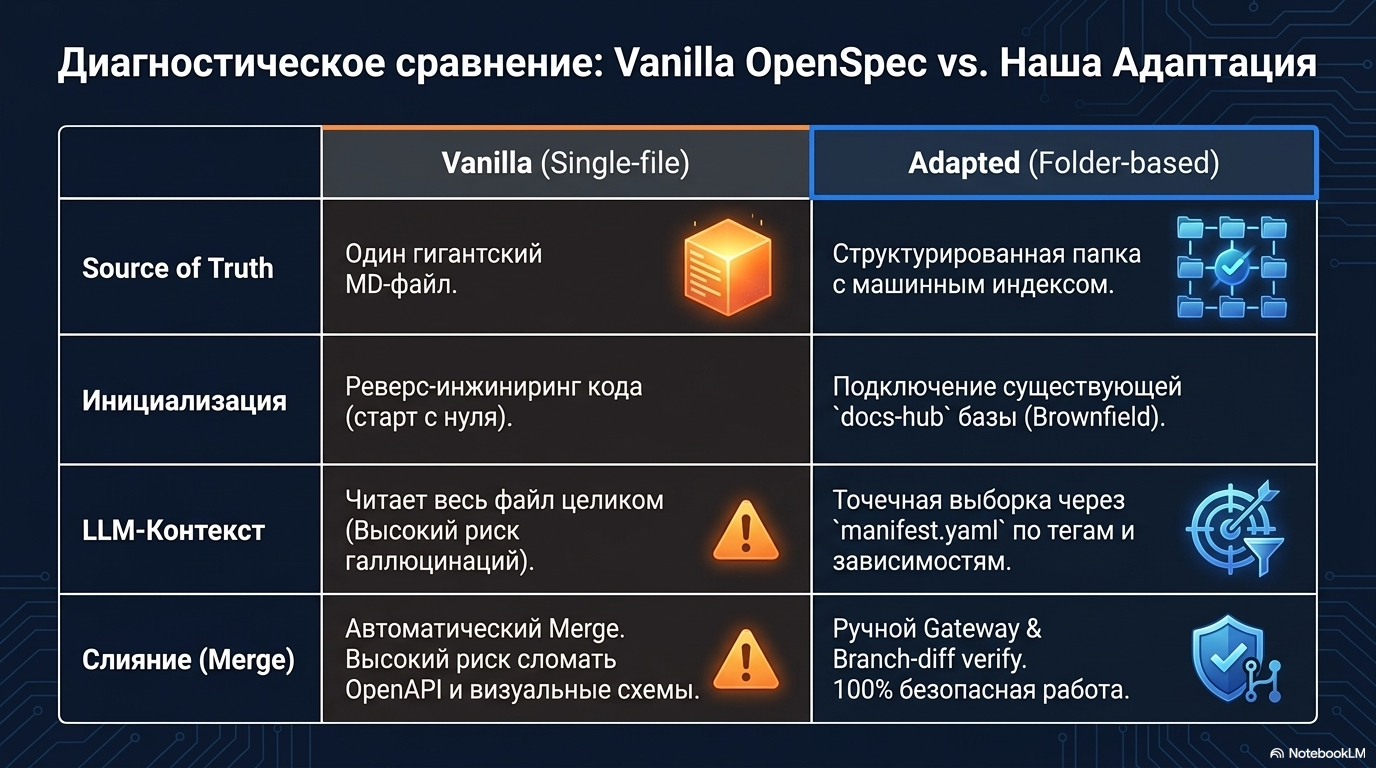 Диагностическое сравнение: Vanilla OpenSpec vs. Наша Адаптация
Vanilla (Single-file)
Adapted (Folder-based)
Source of Truth
Один гигантский
MD-файл.
Структурированная папка
с машинным индексом.
Инициализация
Реверс-инжиниринг кода
(старт с нуля).
Подключение существующей
`docs-hub` базы (Brownfield).
LLM-Контекст
Читает весь файл целиком
(Высокий риск
галлюцинаций).
Точечная выборка через
`manifest.yaml` по тегам и
зависимостям.
Слияние (Merge)
Автоматический Merge.
Высокий риск сломать
OpenAPI и визуальные схемы.
Ручной Gateway &
Branch-diff verify.
100% безопасная работа.
NotebookLM